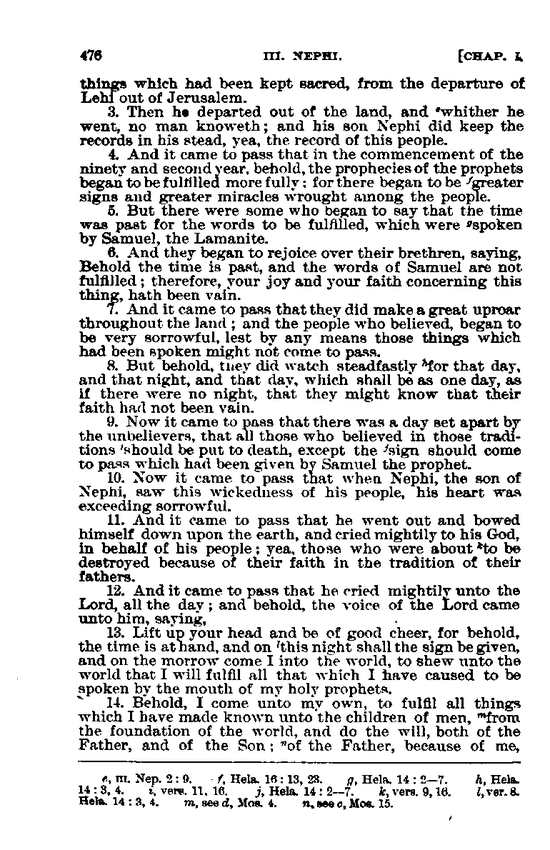 476 III. NEPHI. [CHAP. I,
things which had been kept sacred, from the departure of
Lehi out of Jerusalem.
3. Then he departed out of the land, and ᵉwhither he
went, no man knoweth; and his son Nephi did keep the
records in his stead, yea, the record of this people.
4. And it came to pass that in the commencement of the
ninety and second year, behold, the prophecies of the prophets
began to be fulfilled more fully; for there began to be ᶠgreater
signs and greater miracles wrought among the people.
5. But there were some who began to say that the time
was past for the words to be fulfilled, which were ᵍspoken
by Samuel, the Lamanite.
6. And they began to rejoice over their brethren, saying,
Behold the time is past, and the words of Samuel are not
fulfilled; therefore, your joy and your faith concerning this
thing, hath been vain.
7. And it came to pass that they did make a great uproar
throughout the land; and the people who believed, began to
be very sorrowful, lest by any means those things which
had been spoken might not come to pass.
8. But behold, they did watch steadfastly ʰfor that day,
and that night, and that day, which shall be as one day, as
if there were no night, that they might know that their
faith had not been vain.
9. Now it came to pass that there was a day set apart by
the unbelievers, that all those who believed in those tradi-
tions ⁱshould be put to death, except the ʲsign should come
to pass which had been given by Samuel the prophet.
10. Now it came to pass that when Nephi, the son of
Nephi, saw this wickedness of his people, his heart was
exceeding sorrowful.
11. And it came to pass that he went out and bowed
himself down upon the earth, and cried mightily to his God,
in behalf of his people; yea, those who were about ᵏto be
destroyed because of their faith in the tradition of their
fathers.
12. And it came to pass that he cried mightily unto the
Lord, all the day; and behold, the voice of the Lord came
unto him, saying,
13. Lift up your head and be of good cheer, for behold,
the time is at hand, and on ˡthis night shall the sign be given,
and on the morrow come I into the world, to shew unto the
world that I will fulfil all that which I have caused to be
spoken by the mouth of my holy prophets.
14. Behold, I come unto my own, to fulfil all things
which I have made known unto the children of men, ᵐfrom
the foundation of the world, and do the will, both of the
Father, and of the Son; ⁿof the Father, because of me,
e, III. Nep. 2 : 9. f, Hela. 16 : 13, 23. g, Hela. 14 : 2—7. h, Hela.
14 : 3, 4. i, vers. 11, 16. j, Hela. 14 : 2—7. k, vers. 9, 16. l, ver. 8.
Hela. 14 : 3, 4. m, see d, Mos. 4. n, see c, Mos. 15.